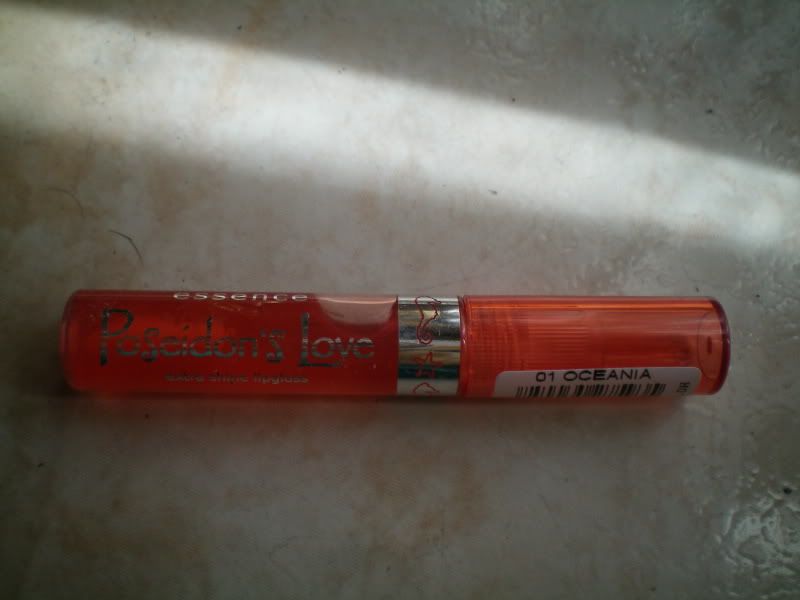 essence
Poseidon's Love
extra shine lipgloss
01 OCEANIA